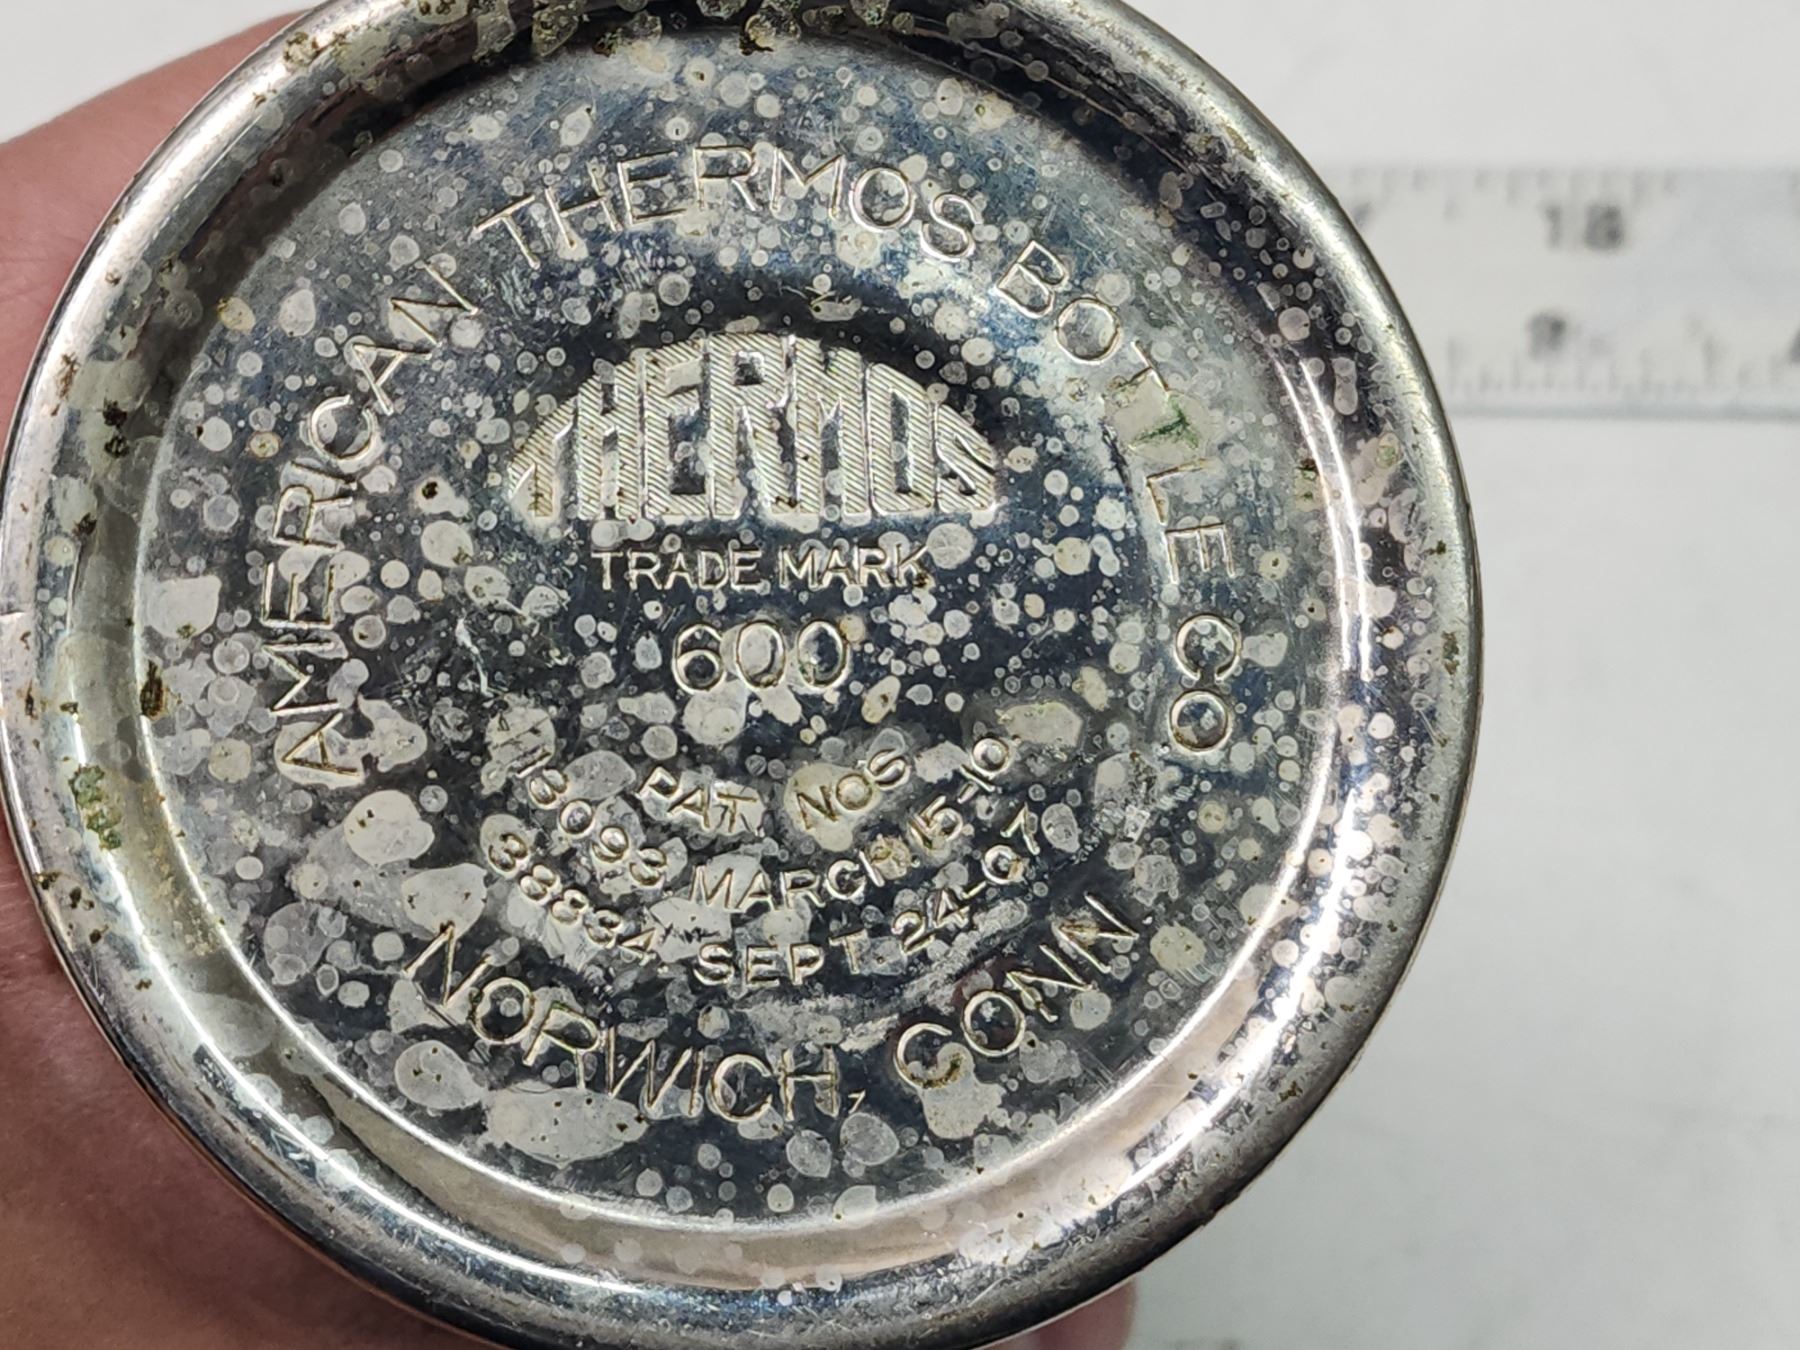 AMERICAN THERMOS BOTTLE CO
THERMOS
TRADE MARK
600
PAT. NOS
13093 MARCH.15-10
38834. SEPT. 24-07
NORWICH, CONN
18